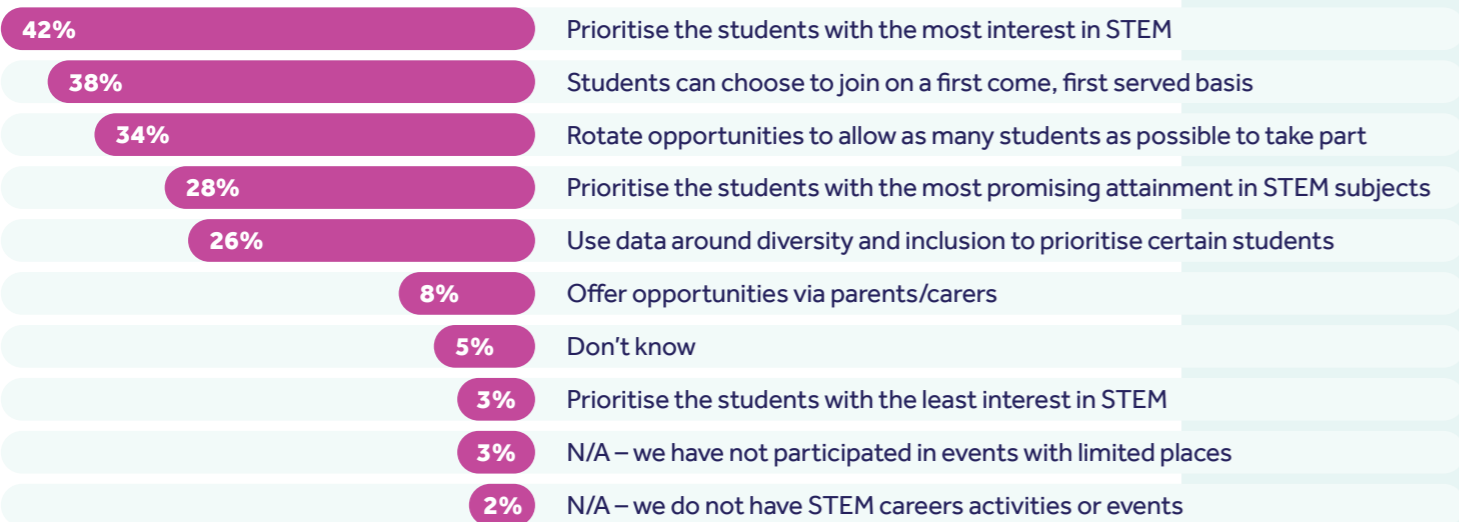 42% Prioritise the students with the most interest in STEM
38% Students can choose to join on a first come, first served basis
34% Rotate opportunities to allow as many students as possible to take part
28% Prioritise the students with the most promising attainment in STEM subjects
26% Use data around diversity and inclusion to prioritise certain students
8% Offer opportunities via parents/carers
5% Don’t know
3% Prioritise the students with the least interest in STEM
3% N/A – we have not participated in events with limited places
2% N/A – we do not have STEM careers activities or events